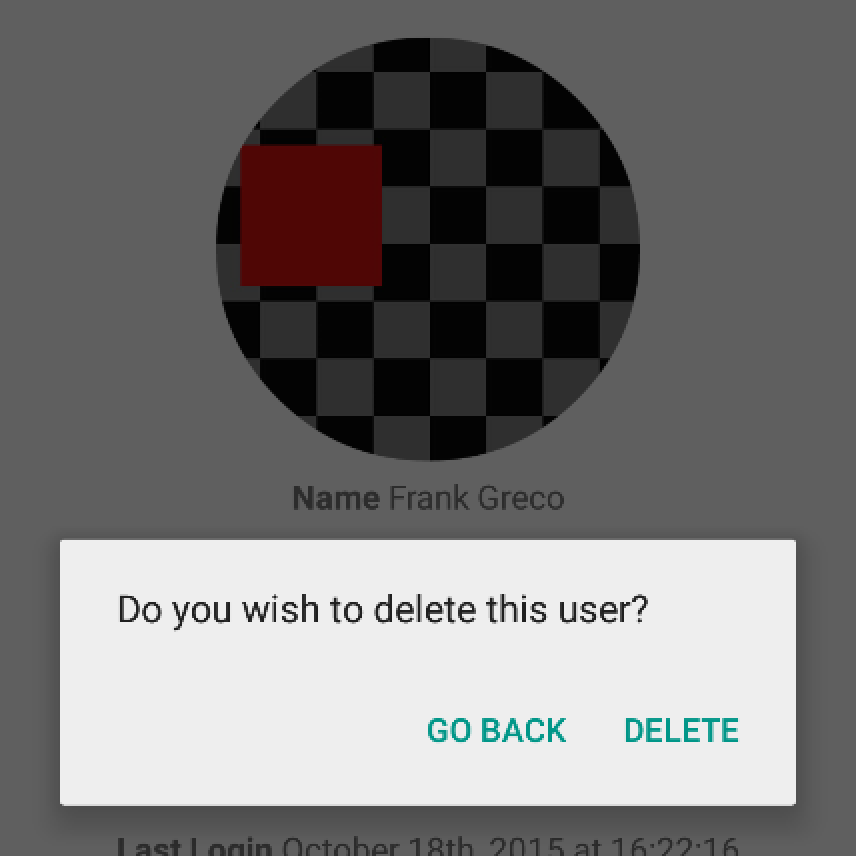 Name Frank Greco
Do you wish to delete this user?
GO BACK DELETE
Last Login October 18th, 2015 at 16:22:16